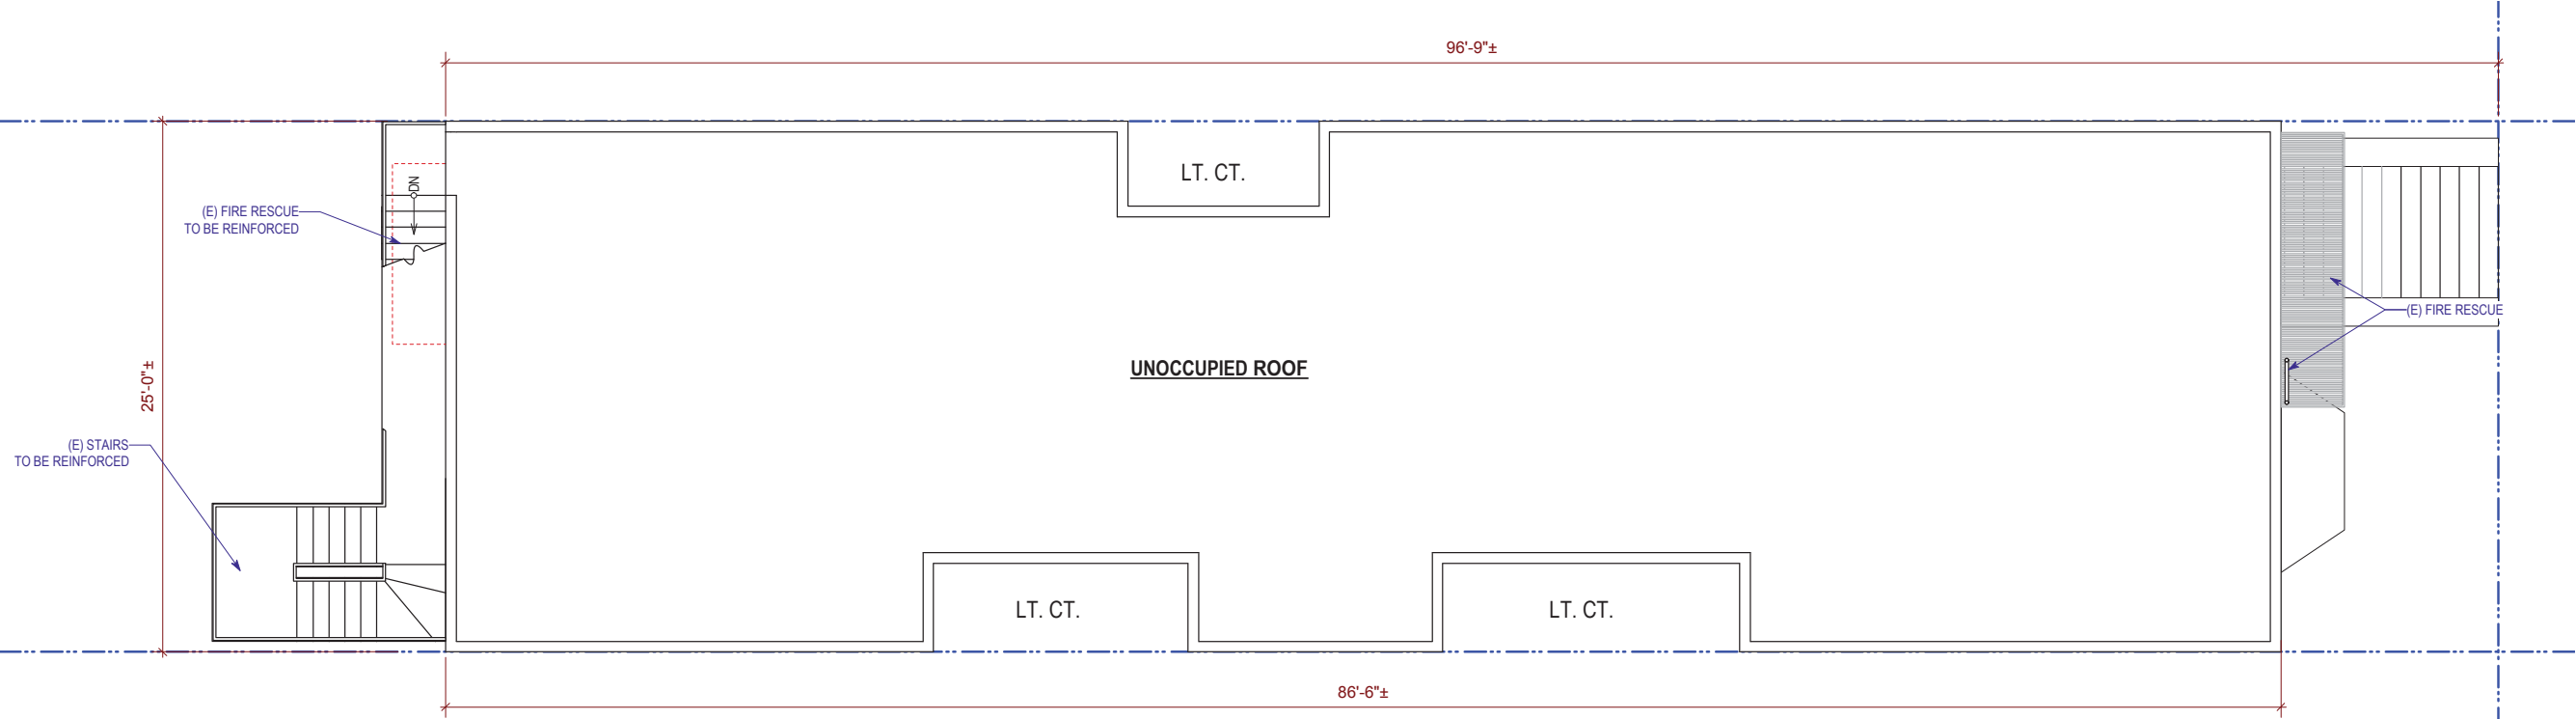 96'-9"±
LT. CT.
DN
(E) FIRE RESCUE
TO BE REINFORCED
(E) FIRE RESCUE
UNOCCUPIED ROOF
25'-0"±
(E) STAIRS
TO BE REINFORCED
LT. CT.
LT. CT.
86'-6"±